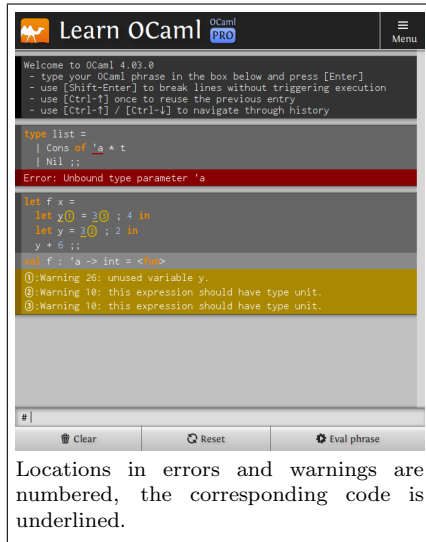 Learn OCaml OCaml PRO
Menu
Welcome to OCaml 4.03.0
- type your OCaml phrase in the box below and press [Enter]
- use [Shift-Enter] to break lines without triggering execution
- use [Ctrl-↑] once to reuse the previous entry
- use [Ctrl-↑] / [Ctrl-↓] to navigate through history
type list =
| Cons of 'a * t
| Nil ;;
Error: Unbound type parameter 'a
let f x =
let y① = 3③ ; 4 in
let y = 3② ; 2 in
y + 6 ;;
val f : 'a -> int = <fun>
①:Warning 26: unused variable y.
②:Warning 10: this expression should have type unit.
③:Warning 10: this expression should have type unit.
#
Clear Reset Eval phrase
Locations in errors and warnings are
numbered, the corresponding code is
underlined.